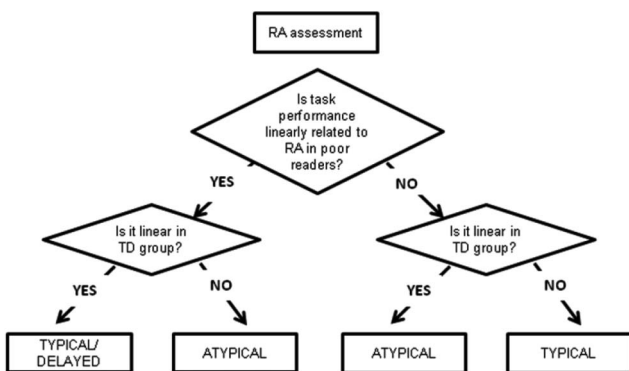 RA assessment
Is task
performance
linearly related to
RA in poor
readers?
YES
NO
Is it linear in
TD group?
Is it linear in
TD group?
YES
NO
YES
NO
TYPICAL/
DELAYED
ATYPICAL
ATYPICAL
TYPICAL